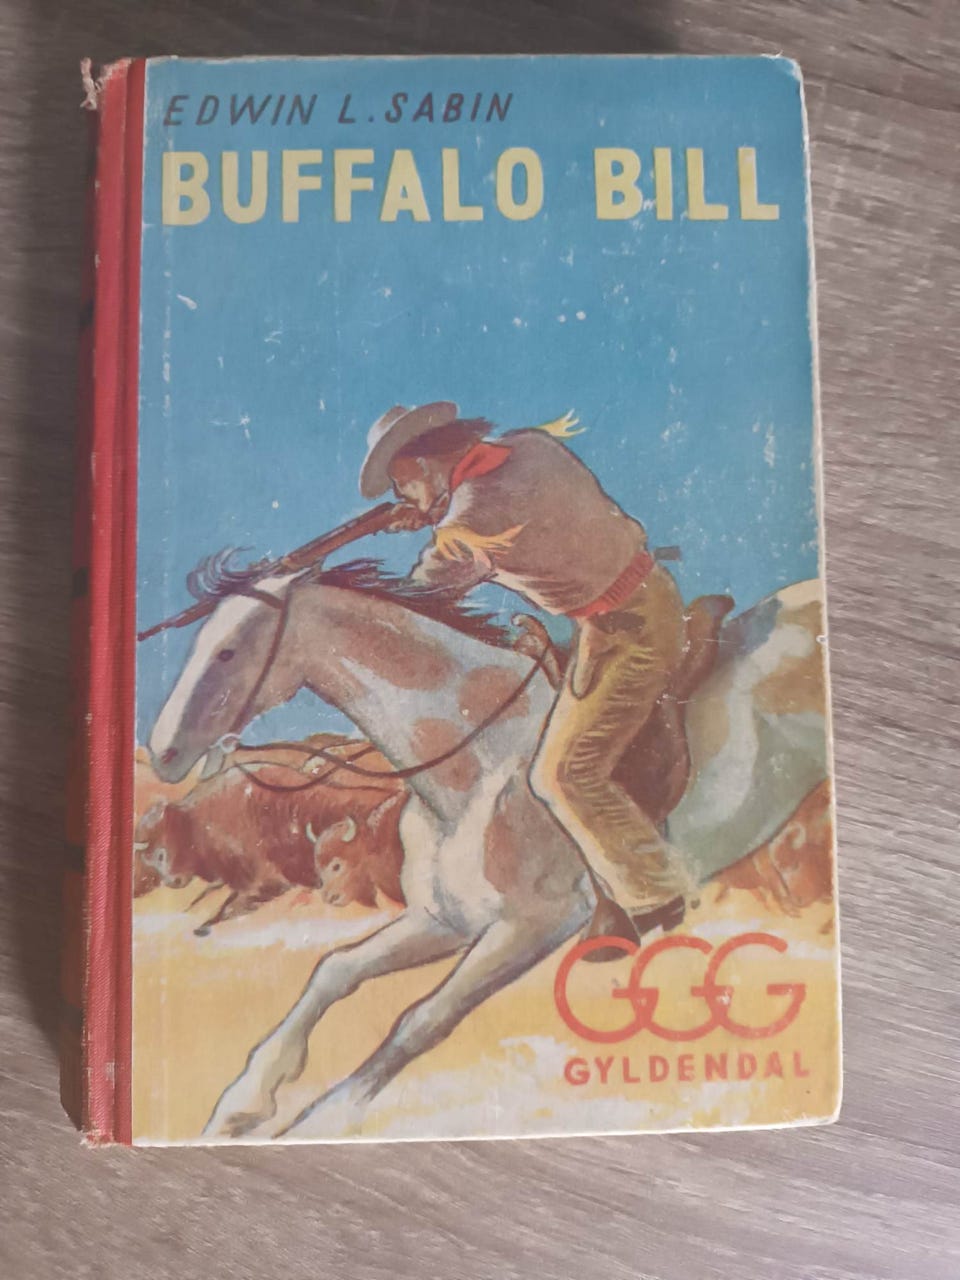 EDWIN L. SABIN
BUFFALO BILL
GGG
GYLDENDAL